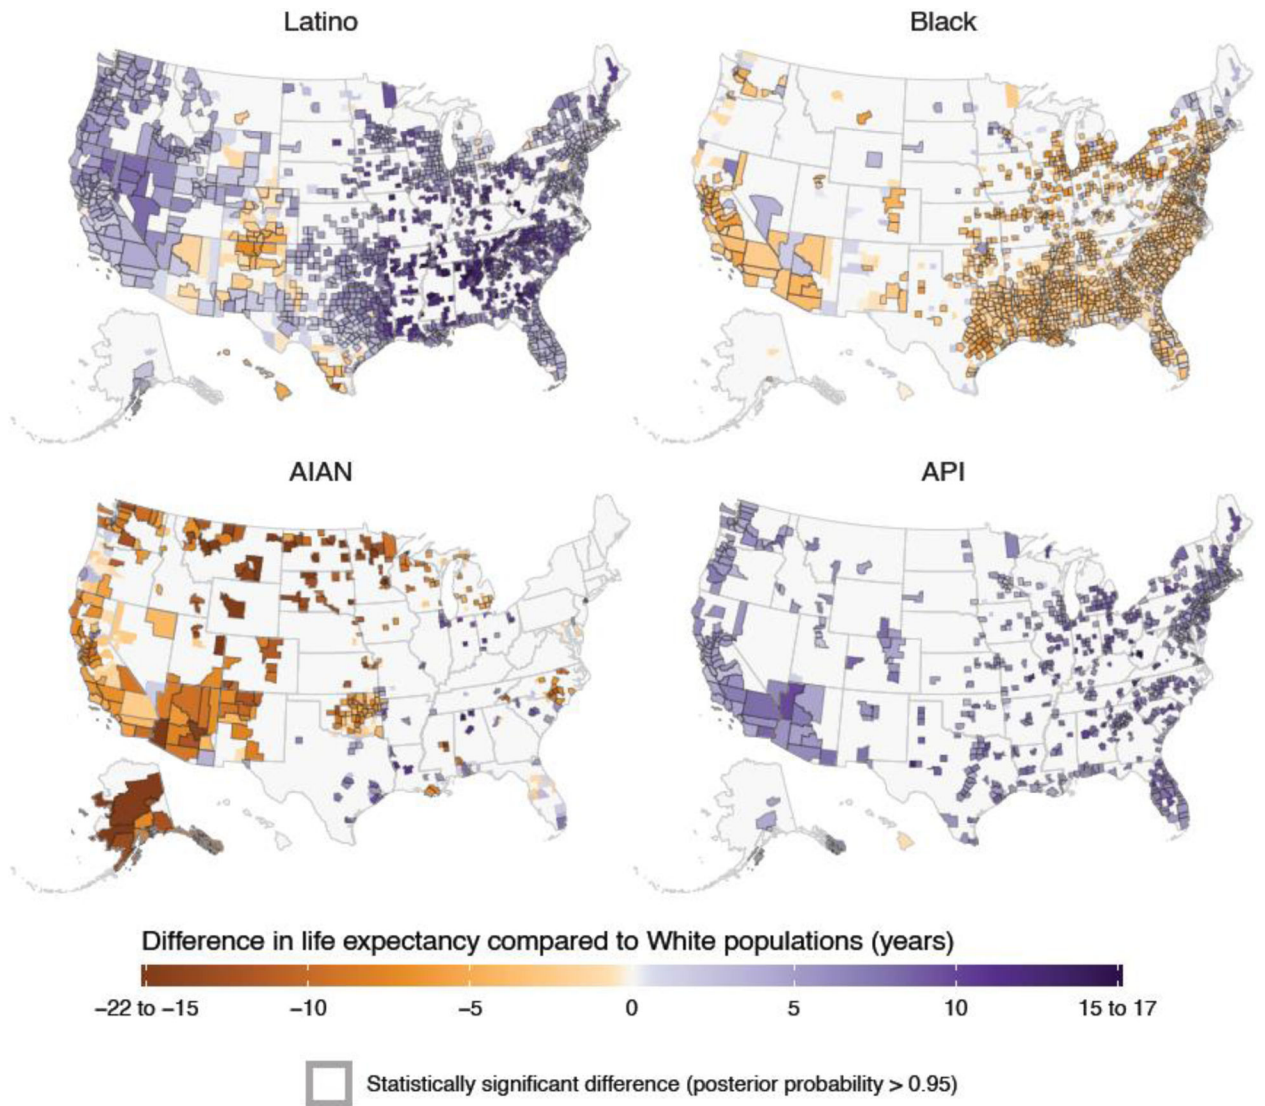 Latino
Black
AIAN
API
Difference in life expectancy compared to White populations (years)
−22 to −15
−10
−5
0
5
10
15 to 17
Statistically significant difference (posterior probability > 0.95)